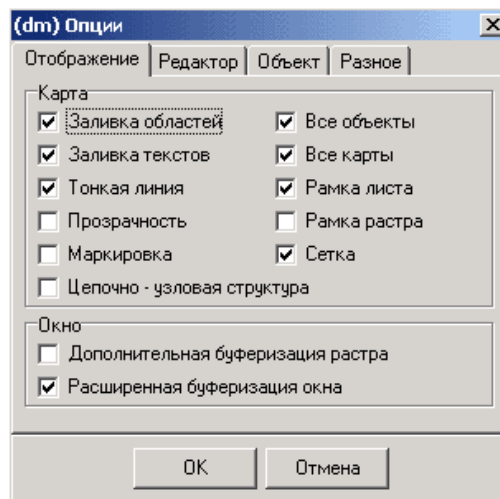 (dm) Опции
Отображение Редактор Объект Разное
Карта
Заливка областей Все объекты
Заливка текстов Все карты
Тонкая линия Рамка листа
Прозрачность Рамка растра
Маркировка Сетка
Цепочно - узловая структура
Окно
Дополнительная буферизация растра
Расширенная буферизация окна
OK Отмена